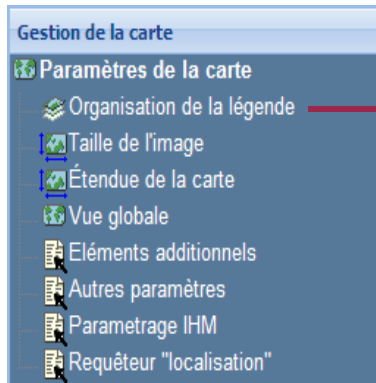 Gestion de la carte
Paramètres de la carte
Organisation de la légende
Taille de l'image
Étendue de la carte
Vue globale
Eléments additionnels
Autres paramètres
Parametrage IHM
Requêteur "localisation"